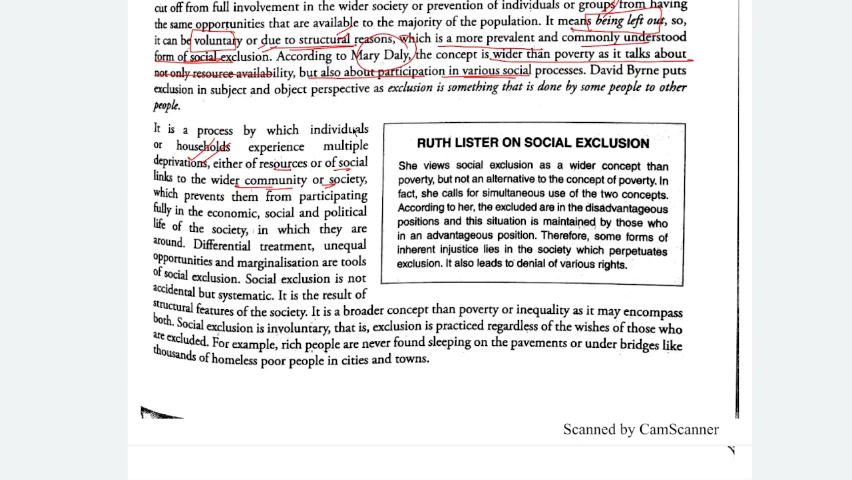 cut off from full involvement in the wider society or prevention of individuals or groups from having
the same opportunities that are available to the majority of the population. It means being left out, so,
it can be voluntary or due to structural reasons, which is a more prevalent and commonly understood
form of social exclusion. According to Mary Daly, the concept is wider than poverty as it talks about
not only resource availability, but also about participation in various social processes. David Byrne puts
exclusion in subject and object perspective as exclusion is something that is done by some people to other
people.
It is a process by which individuals
or households experience multiple
deprivations, either of resources or of social
links to the wider community or society,
which prevents them from participating
fully in the economic, social and political
life of the society, in which they are
around. Differential treatment, unequal
opportunities and marginalisation are tools
of social exclusion. Social exclusion is not
accidental but systematic. It is the result of
structural features of the society. It is a broader concept than poverty or inequality as it may encompass
both. Social exclusion is involuntary, that is, exclusion is practiced regardless of the wishes of those who
are excluded. For example, rich people are never found sleeping on the pavements or under bridges like
thousands of homeless poor people in cities and towns.
RUTH LISTER ON SOCIAL EXCLUSION
She views social exclusion as a wider concept than
poverty, but not an alternative to the concept of poverty. In
fact, she calls for simultaneous use of the two concepts.
According to her, the excluded are in the disadvantageous
positions and this situation is maintained by those who
in an advantageous position. Therefore, some forms of
inherent injustice lies in the society which perpetuates
exclusion. It also leads to denial of various rights.
Scanned by CamScanner